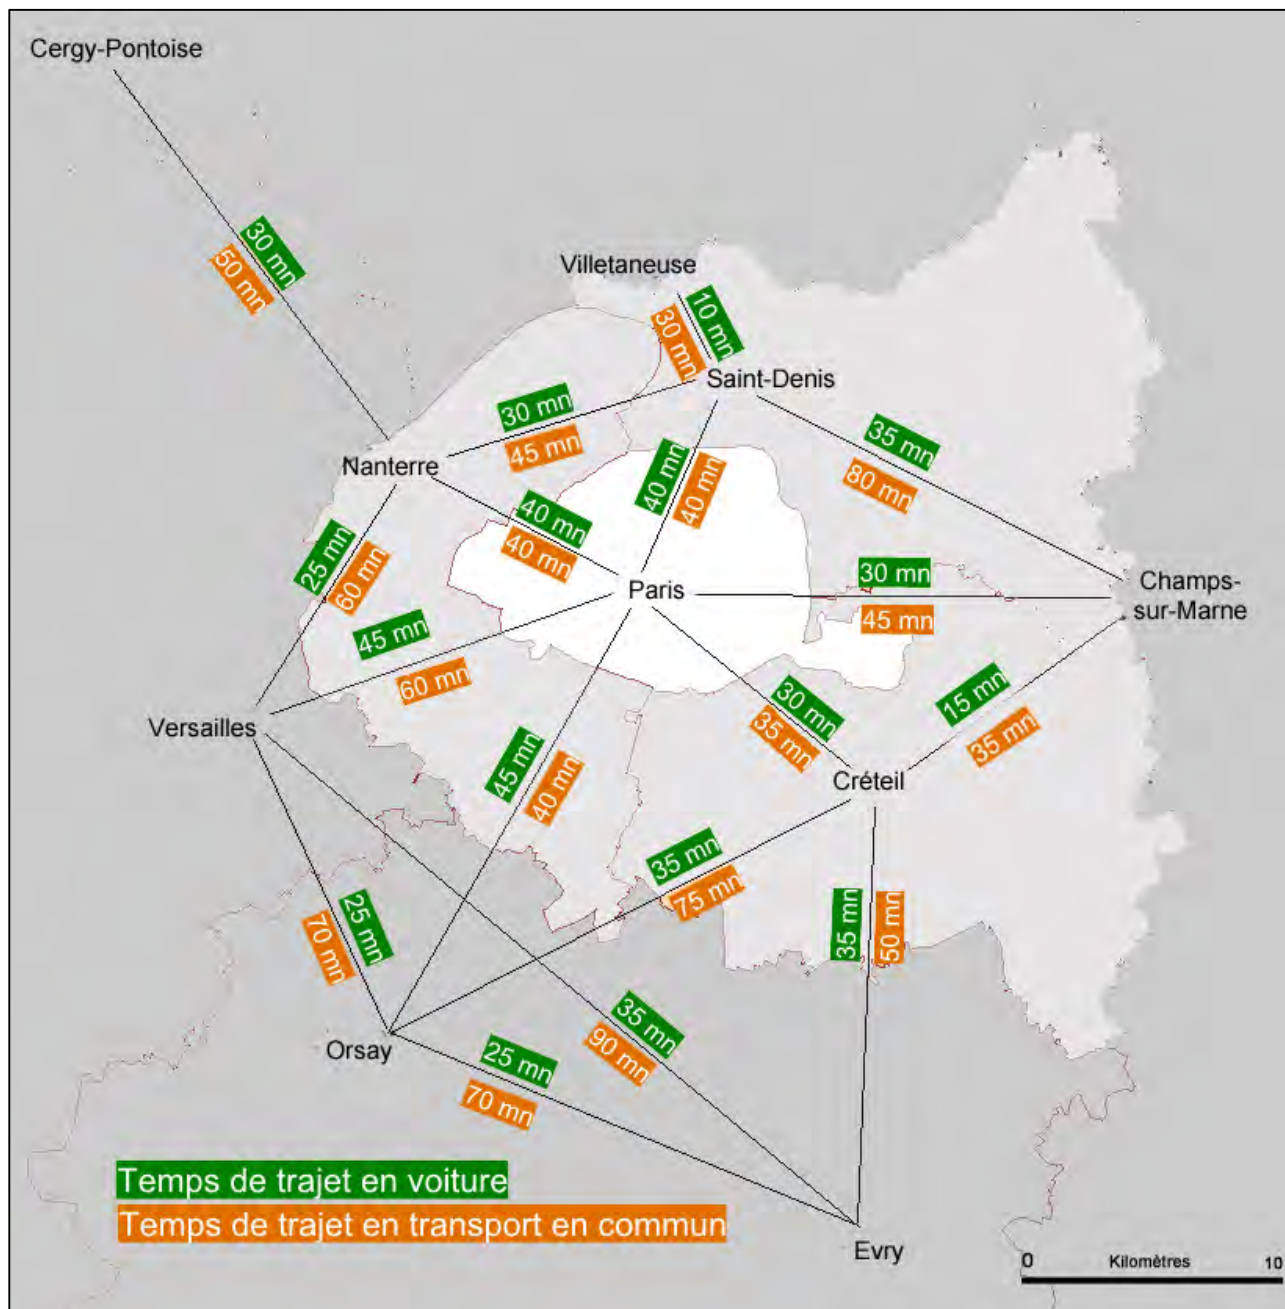 Cergy-Pontoise
30 mn
50 mn
Villetaneuse
10 mn
30 mn
Saint-Denis
30 mn
45 mn
35 mn
80 mn
Nanterre
40 mn
40 mn
40 mn
40 mn
25 mn
60 mn
Paris
30 mn
45 mn
Champs-
sur-Marne
45 mn
60 mn
Versailles
30 mn
35 mn
15 mn
35 mn
Créteil
45 mn
40 mn
35 mn
75 mn
25 mn
70 mn
35 mn
50 mn
Orsay
35 mn
90 mn
25 mn
70 mn
Temps de trajet en voiture
Temps de trajet en transport en commun
Evry
0 Kilomètres 10